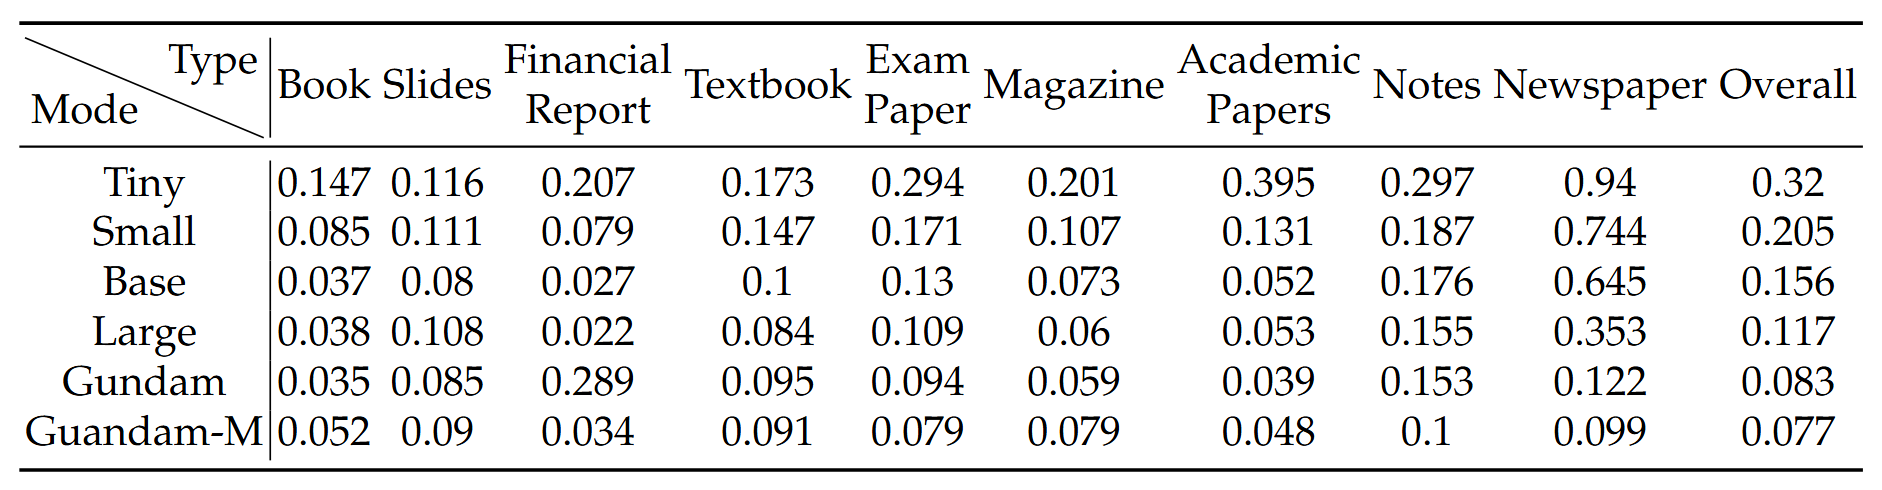 Type
Mode
Book Slides Financial Report Textbook Exam Paper Magazine Academic Papers Notes Newspaper Overall
Tiny 0.147 0.116 0.207 0.173 0.294 0.201 0.395 0.297 0.94 0.32
Small 0.085 0.111 0.079 0.147 0.171 0.107 0.131 0.187 0.744 0.205
Base 0.037 0.08 0.027 0.1 0.13 0.073 0.052 0.176 0.645 0.156
Large 0.038 0.108 0.022 0.084 0.109 0.06 0.053 0.155 0.353 0.117
Gundam 0.035 0.085 0.289 0.095 0.094 0.059 0.039 0.153 0.122 0.083
Guandam-M 0.052 0.09 0.034 0.091 0.079 0.079 0.048 0.1 0.099 0.077